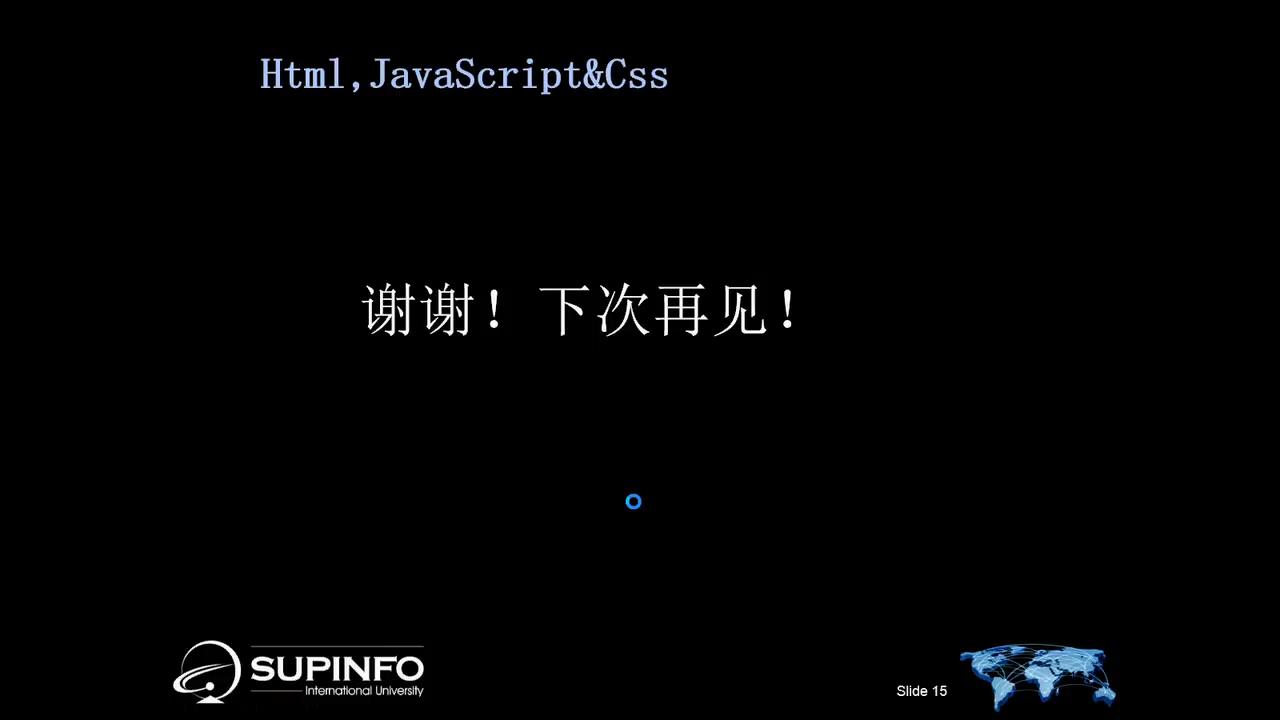 Html,JavaScript&Css
谢谢！下次再见！
SUPINFO
International University
Slide 15